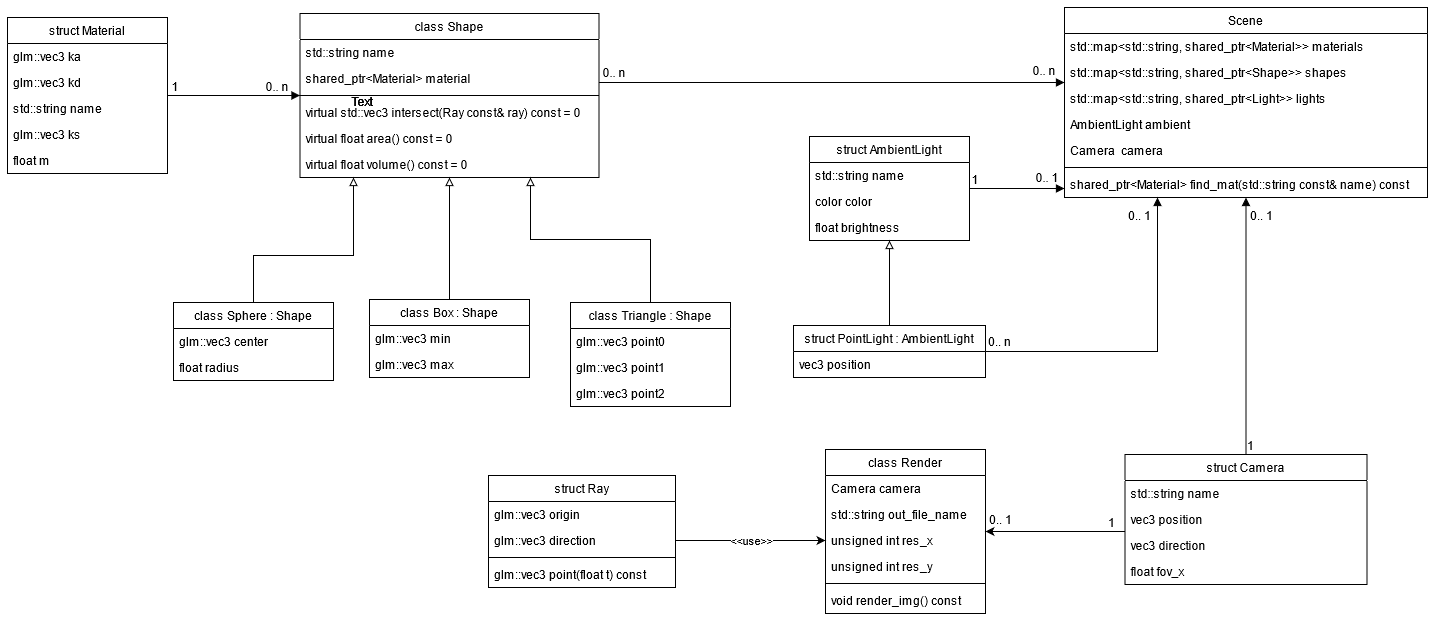 struct Material
glm::vec3 ka
glm::vec3 kd
std::string name
glm::vec3 ks
float m
1
0.. n
class Shape
std::string name
shared_ptr<Material> material
Text
virtual std::vec3 intersect(Ray const& ray) const = 0
virtual float area() const = 0
virtual float volume() const = 0
0.. n
0.. n
Scene
std::map<std::string, shared_ptr<Material>> materials
std::map<std::string, shared_ptr<Shape>> shapes
std::map<std::string, shared_ptr<Light>> lights
AmbientLight ambient
Camera  camera
shared_ptr<Material> find_mat(std::string const& name) const
struct AmbientLight
std::string name
color color
float brightness
1
0.. 1
0.. 1
0.. 1
class Sphere : Shape
glm::vec3 center
float radius
class Box : Shape
glm::vec3 min
glm::vec3 max
class Triangle : Shape
glm::vec3 point0
glm::vec3 point1
glm::vec3 point2
struct PointLight : AmbientLight
vec3 position
0.. n
struct Ray
glm::vec3 origin
glm::vec3 direction
glm::vec3 point(float t) const
<<use>>
class Render
Camera camera
std::string out_file_name
unsigned int res_x
unsigned int res_y
void render_img() const
0.. 1
1
1
struct Camera
std::string name
vec3 position
vec3 direction
float fov_x